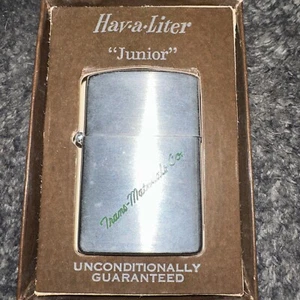 Hav-a-Liter
"Junior"
Trans-Materials Co.
UNCONDITIONALLY
GUARANTEED